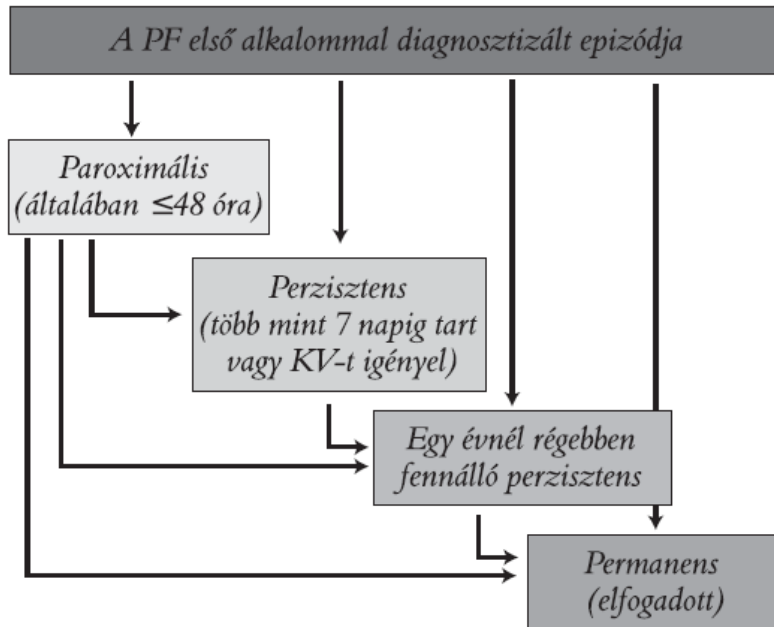 A PF első alkalommal diagnosztizált epizódja
Paroximális
(általában ≤48 óra)
Perzisztens
(több mint 7 napig tart
vagy KV-t igényel)
Egy évnél régebben
fennálló perzisztens
Permanens
(elfogadott)